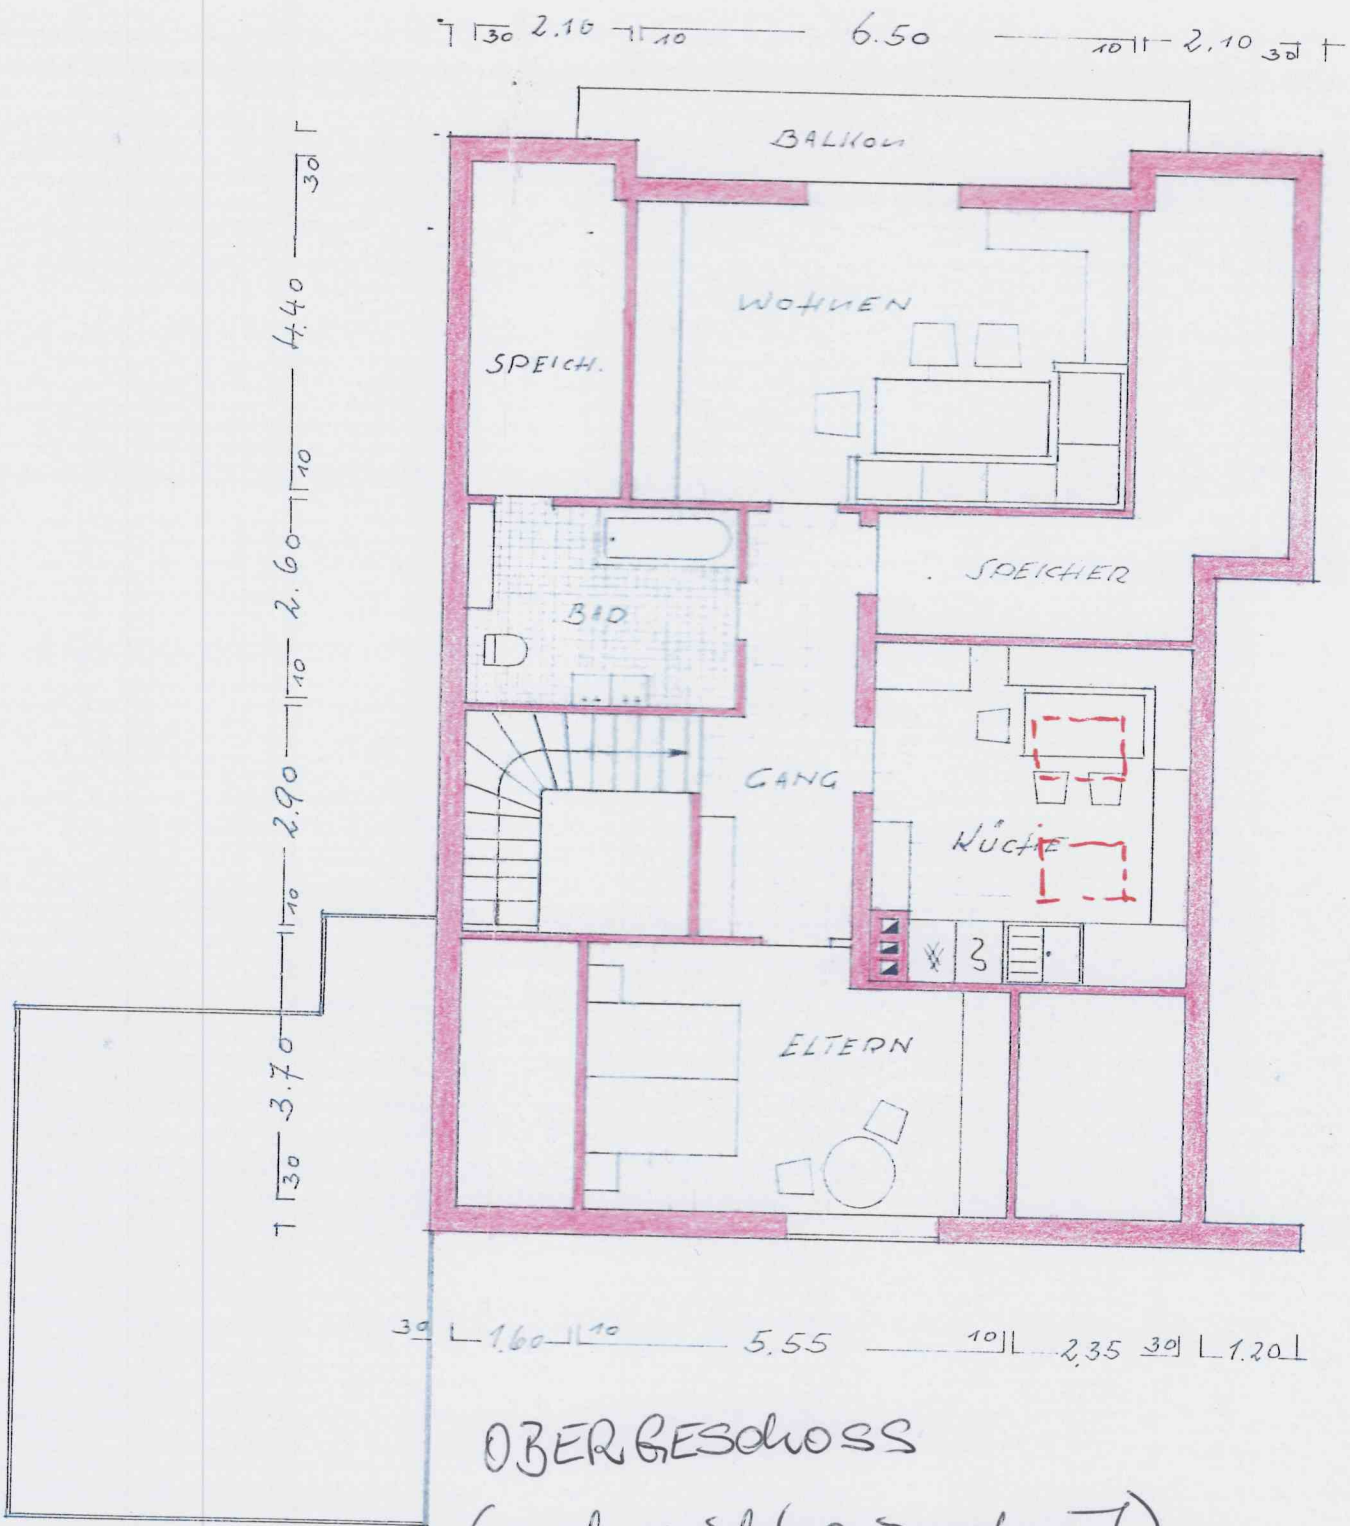 30 2.10 10 6.50 10 2.10 30
BALKON
30 4.40 10 2.60 10 2.90 10 3.70 30
WOHNEN
SPEICH.
SPEICHER
BAD
GANG
KÜCHE
ELTERN
30 1.60 10 5.55 10 2.35 30 1.20
OBERGESCHOSS